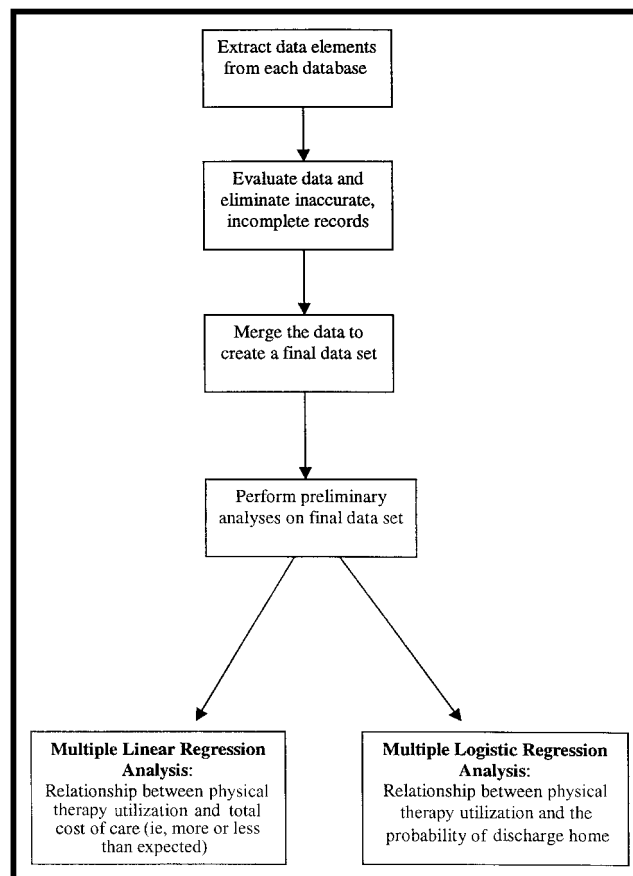 Extract data elements
from each database
Evaluate data and
eliminate inaccurate,
incomplete records
Merge the data to
create a final data set
Perform preliminary
analyses on final data set
Multiple Linear Regression
Analysis:
Relationship between physical
therapy utilization and total
cost of care (ie, more or less
than expected)
Multiple Logistic Regression
Analysis:
Relationship between physical
therapy utilization and the
probability of discharge home